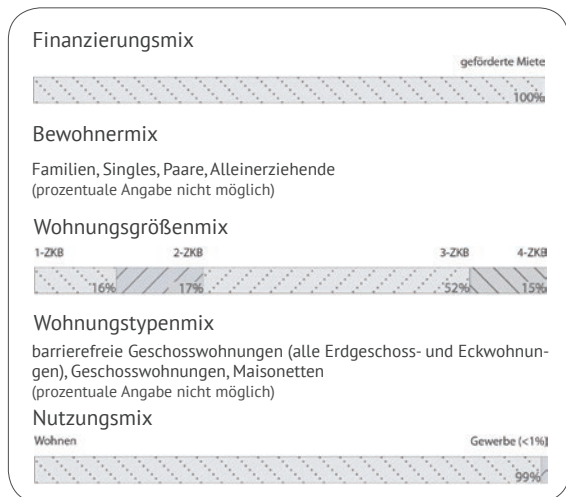 Finanzierungsmix
geförderte Miete
100%
Bewohnermix
Familien, Singles, Paare, Alleinerziehende
(prozentuale Angabe nicht möglich)
Wohnungsgrößenmix
1-ZKB 2-ZKB 3-ZKB 4-ZKB
16% 17% 52% 15%
Wohnungstypenmix
barrierefreie Geschosswohnungen (alle Erdgeschoss- und Eckwohnun-
gen), Geschosswohnungen, Maisonetten
(prozentuale Angabe nicht möglich)
Nutzungsmix
Wohnen Gewerbe (<1%)
99%